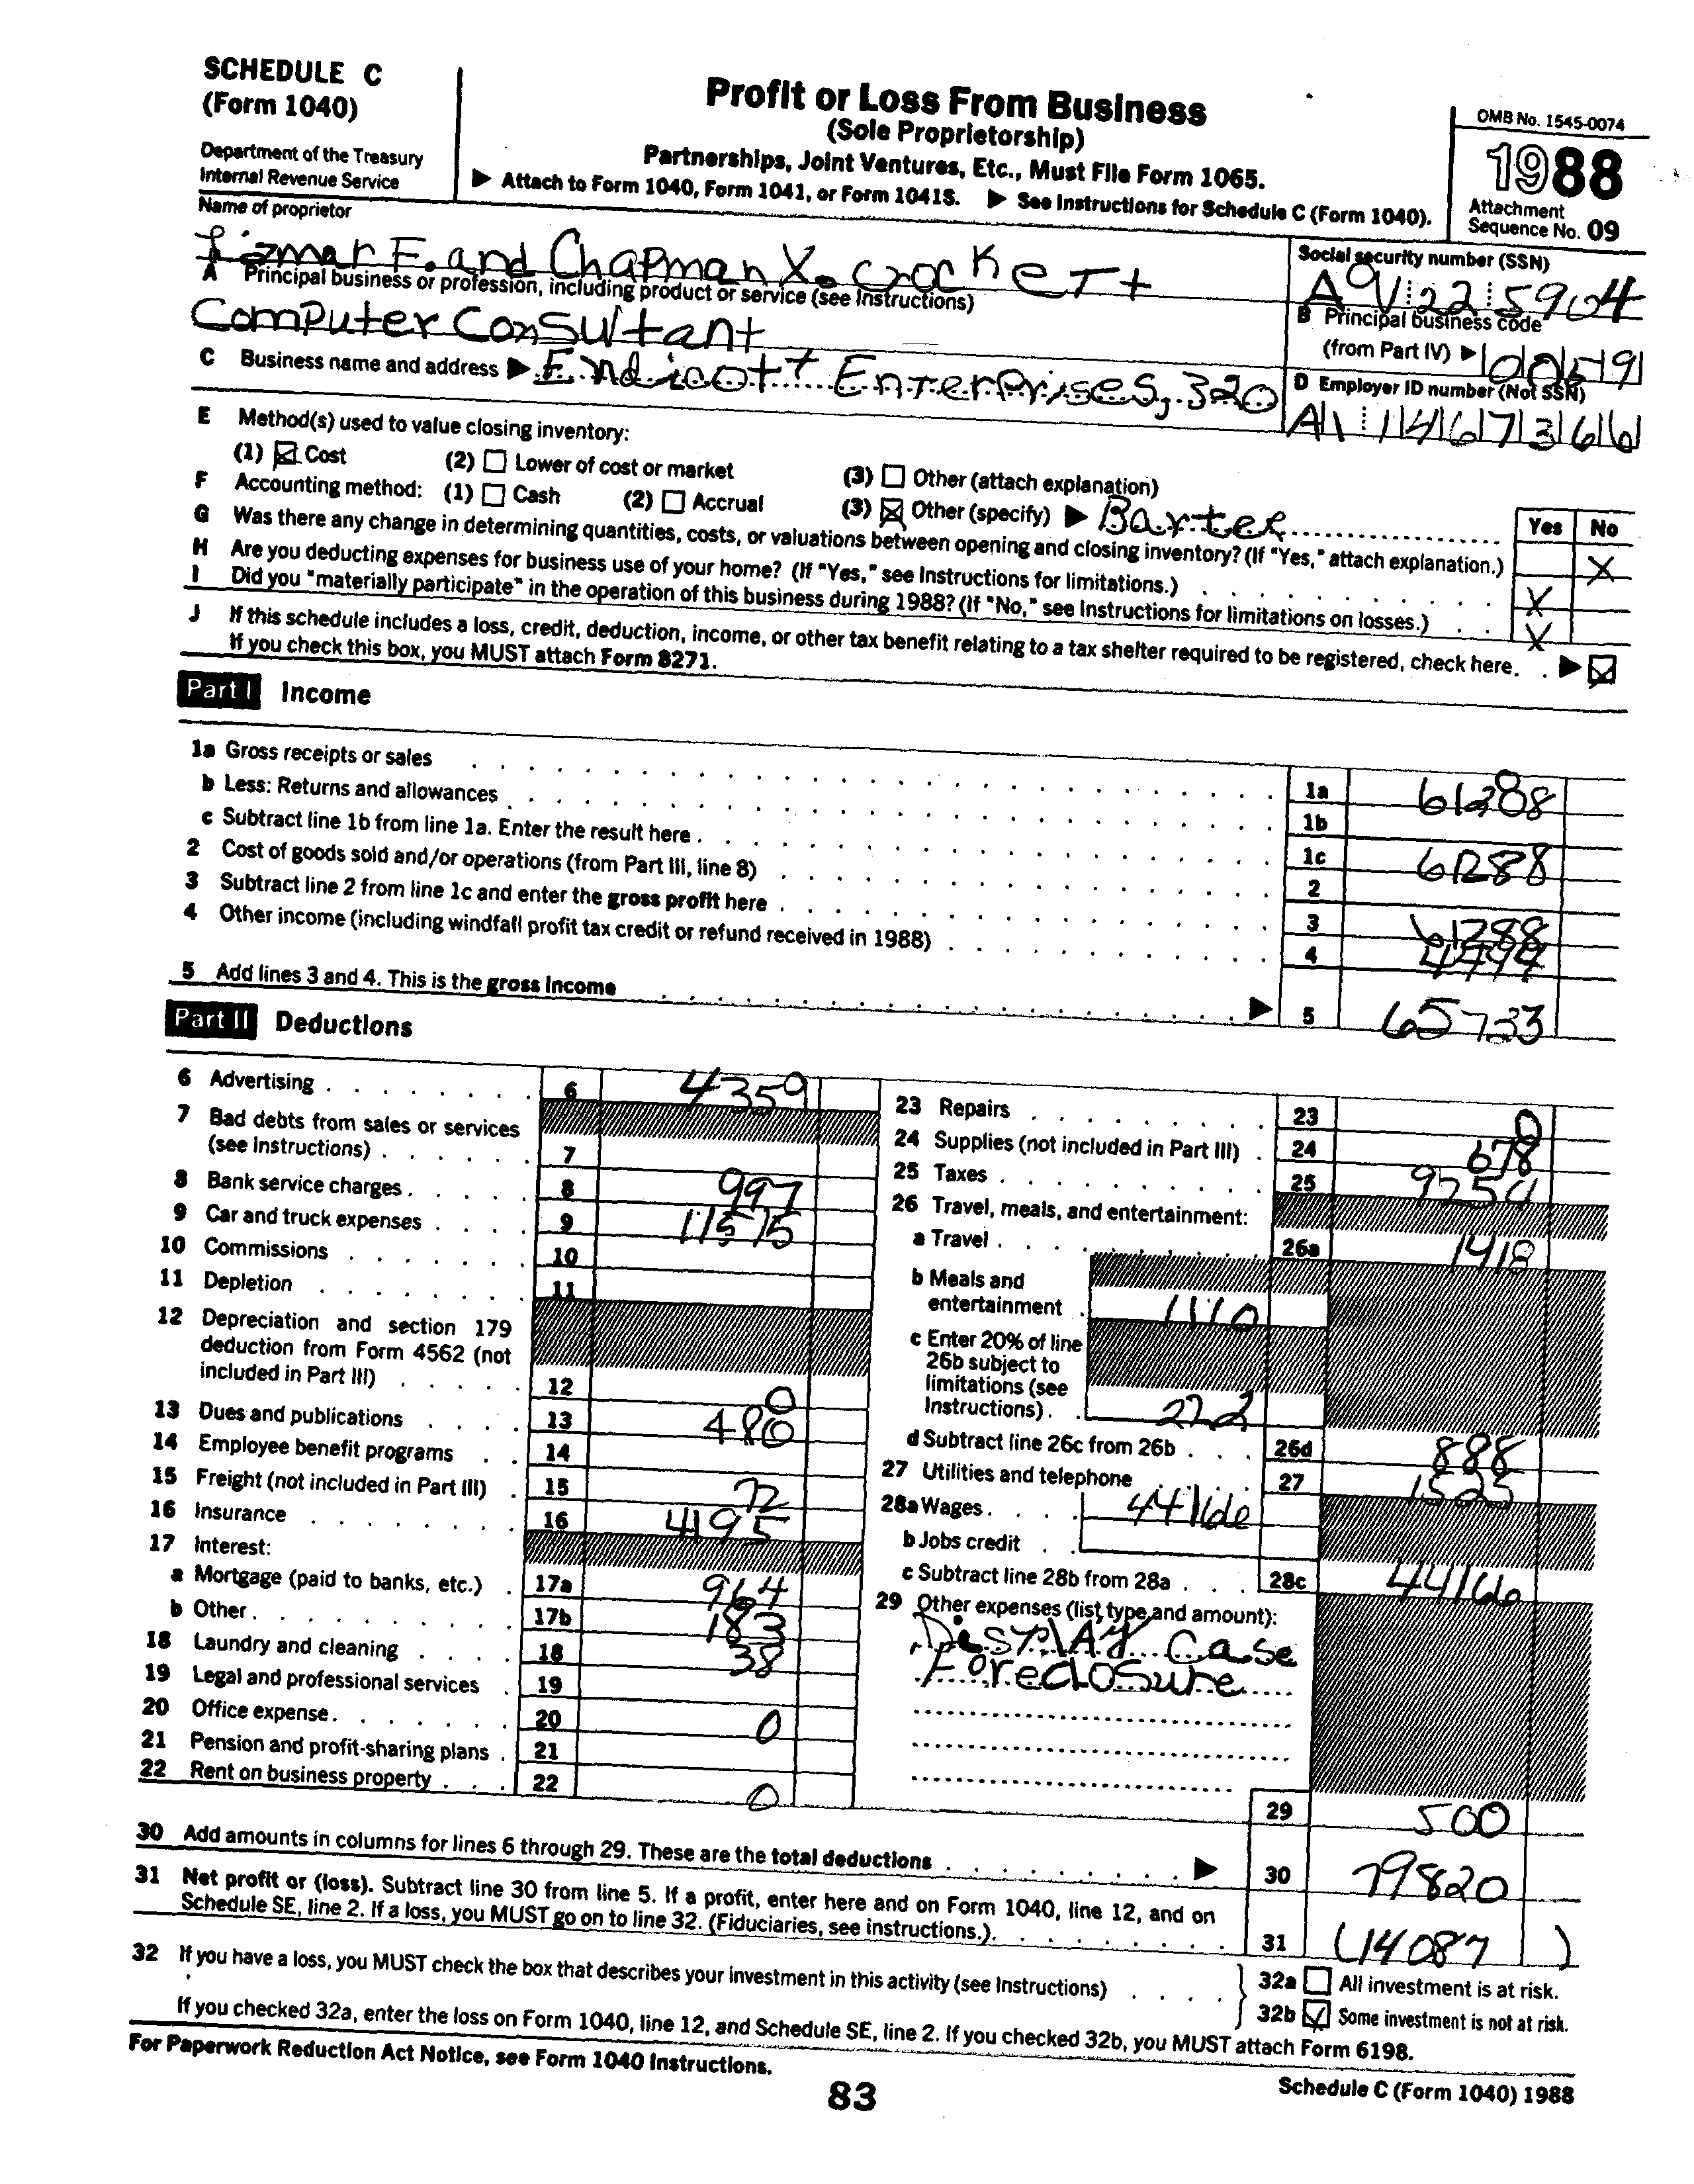 SCHEDULE C
(Form 1040)
Department of the Treasury
Internal Revenue Service
Profit or Loss From Business
(Sole Proprietorship)
Partnerships, Joint Ventures, Etc., Must File Form 1065.
▶ Attach to Form 1040, Form 1041, or Form 1041S. ▶ See Instructions for Schedule C (Form 1040).
OMB No. 1545-0074
1988
Attachment
Sequence No. 09
Name of proprietor
F. and Chapman X. Crockett
Social security number (SSN)
22 5904
A Principal business or profession, including product or service (see Instructions)
Computer Consultant
B Principal business code
(from Part IV) ▶
C Business name and address ▶ Endicott Enterprises, 320
D Employer ID number (Not SSN)
A1 1467366
E Method(s) used to value closing inventory:
(1) ☒ Cost (2) ☐ Lower of cost or market (3) ☐ Other (attach explanation)
F Accounting method: (1) ☐ Cash (2) ☐ Accrual (3) ☒ Other (specify) ▶ Barter
Yes No
G Was there any change in determining quantities, costs, or valuations between opening and closing inventory? (If "Yes," attach explanation.) X
H Are you deducting expenses for business use of your home? (If "Yes," see Instructions for limitations.) X
I Did you "materially participate" in the operation of this business during 1988? (If "No," see Instructions for limitations on losses.) X
J If this schedule includes a loss, credit, deduction, income, or other tax benefit relating to a tax shelter required to be registered, check here. ▶ ☒
If you check this box, you MUST attach Form 8271.
Part I Income
1a Gross receipts or sales 1a 61288
b Less: Returns and allowances 1b
c Subtract line 1b from line 1a. Enter the result here 1c 61288
2 Cost of goods sold and/or operations (from Part III, line 8) 2
3 Subtract line 2 from line 1c and enter the gross profit here 3 61288
4 Other income (including windfall profit tax credit or refund received in 1988) 4
5 Add lines 3 and 4. This is the gross income ▶ 5 65733
Part II Deductions
6 Advertising 6 4359
7 Bad debts from sales or services
(see Instructions) 7
8 Bank service charges 8 997
9 Car and truck expenses 9 11575
10 Commissions 10
11 Depletion 11
12 Depreciation and section 179
deduction from Form 4562 (not
included in Part III) 12 0
13 Dues and publications 13 480
14 Employee benefit programs 14
15 Freight (not included in Part III) 15 72
16 Insurance 16 4195
17 Interest:
a Mortgage (paid to banks, etc.) 17a 964
b Other 17b 183
18 Laundry and cleaning 18 38
19 Legal and professional services 19
20 Office expense 20 0
21 Pension and profit-sharing plans 21
22 Rent on business property 22 0
23 Repairs 23 0
24 Supplies (not included in Part III) 24 678
25 Taxes 25 9254
26 Travel, meals, and entertainment:
a Travel 26a 1418
b Meals and
entertainment 1110
c Enter 20% of line
26b subject to
limitations (see
Instructions) 222
d Subtract line 26c from 26b 26d 888
27 Utilities and telephone 27 1525
28a Wages 44166
b Jobs credit
c Subtract line 28b from 28a 28c 44166
29 Other expenses (list type and amount):
Display Case
Foreclosure
29 500
30 Add amounts in columns for lines 6 through 29. These are the total deductions ▶ 30 79820
31 Net profit or (loss). Subtract line 30 from line 5. If a profit, enter here and on Form 1040, line 12, and on
Schedule SE, line 2. If a loss, you MUST go on to line 32. (Fiduciaries, see instructions.) 31 (14087)
32 If you have a loss, you MUST check the box that describes your investment in this activity (see Instructions)
32a ☐ All investment is at risk.
32b ☑ Some investment is not at risk.
If you checked 32a, enter the loss on Form 1040, line 12, and Schedule SE, line 2. If you checked 32b, you MUST attach Form 6198.
For Paperwork Reduction Act Notice, see Form 1040 Instructions.
Schedule C (Form 1040) 1988
83